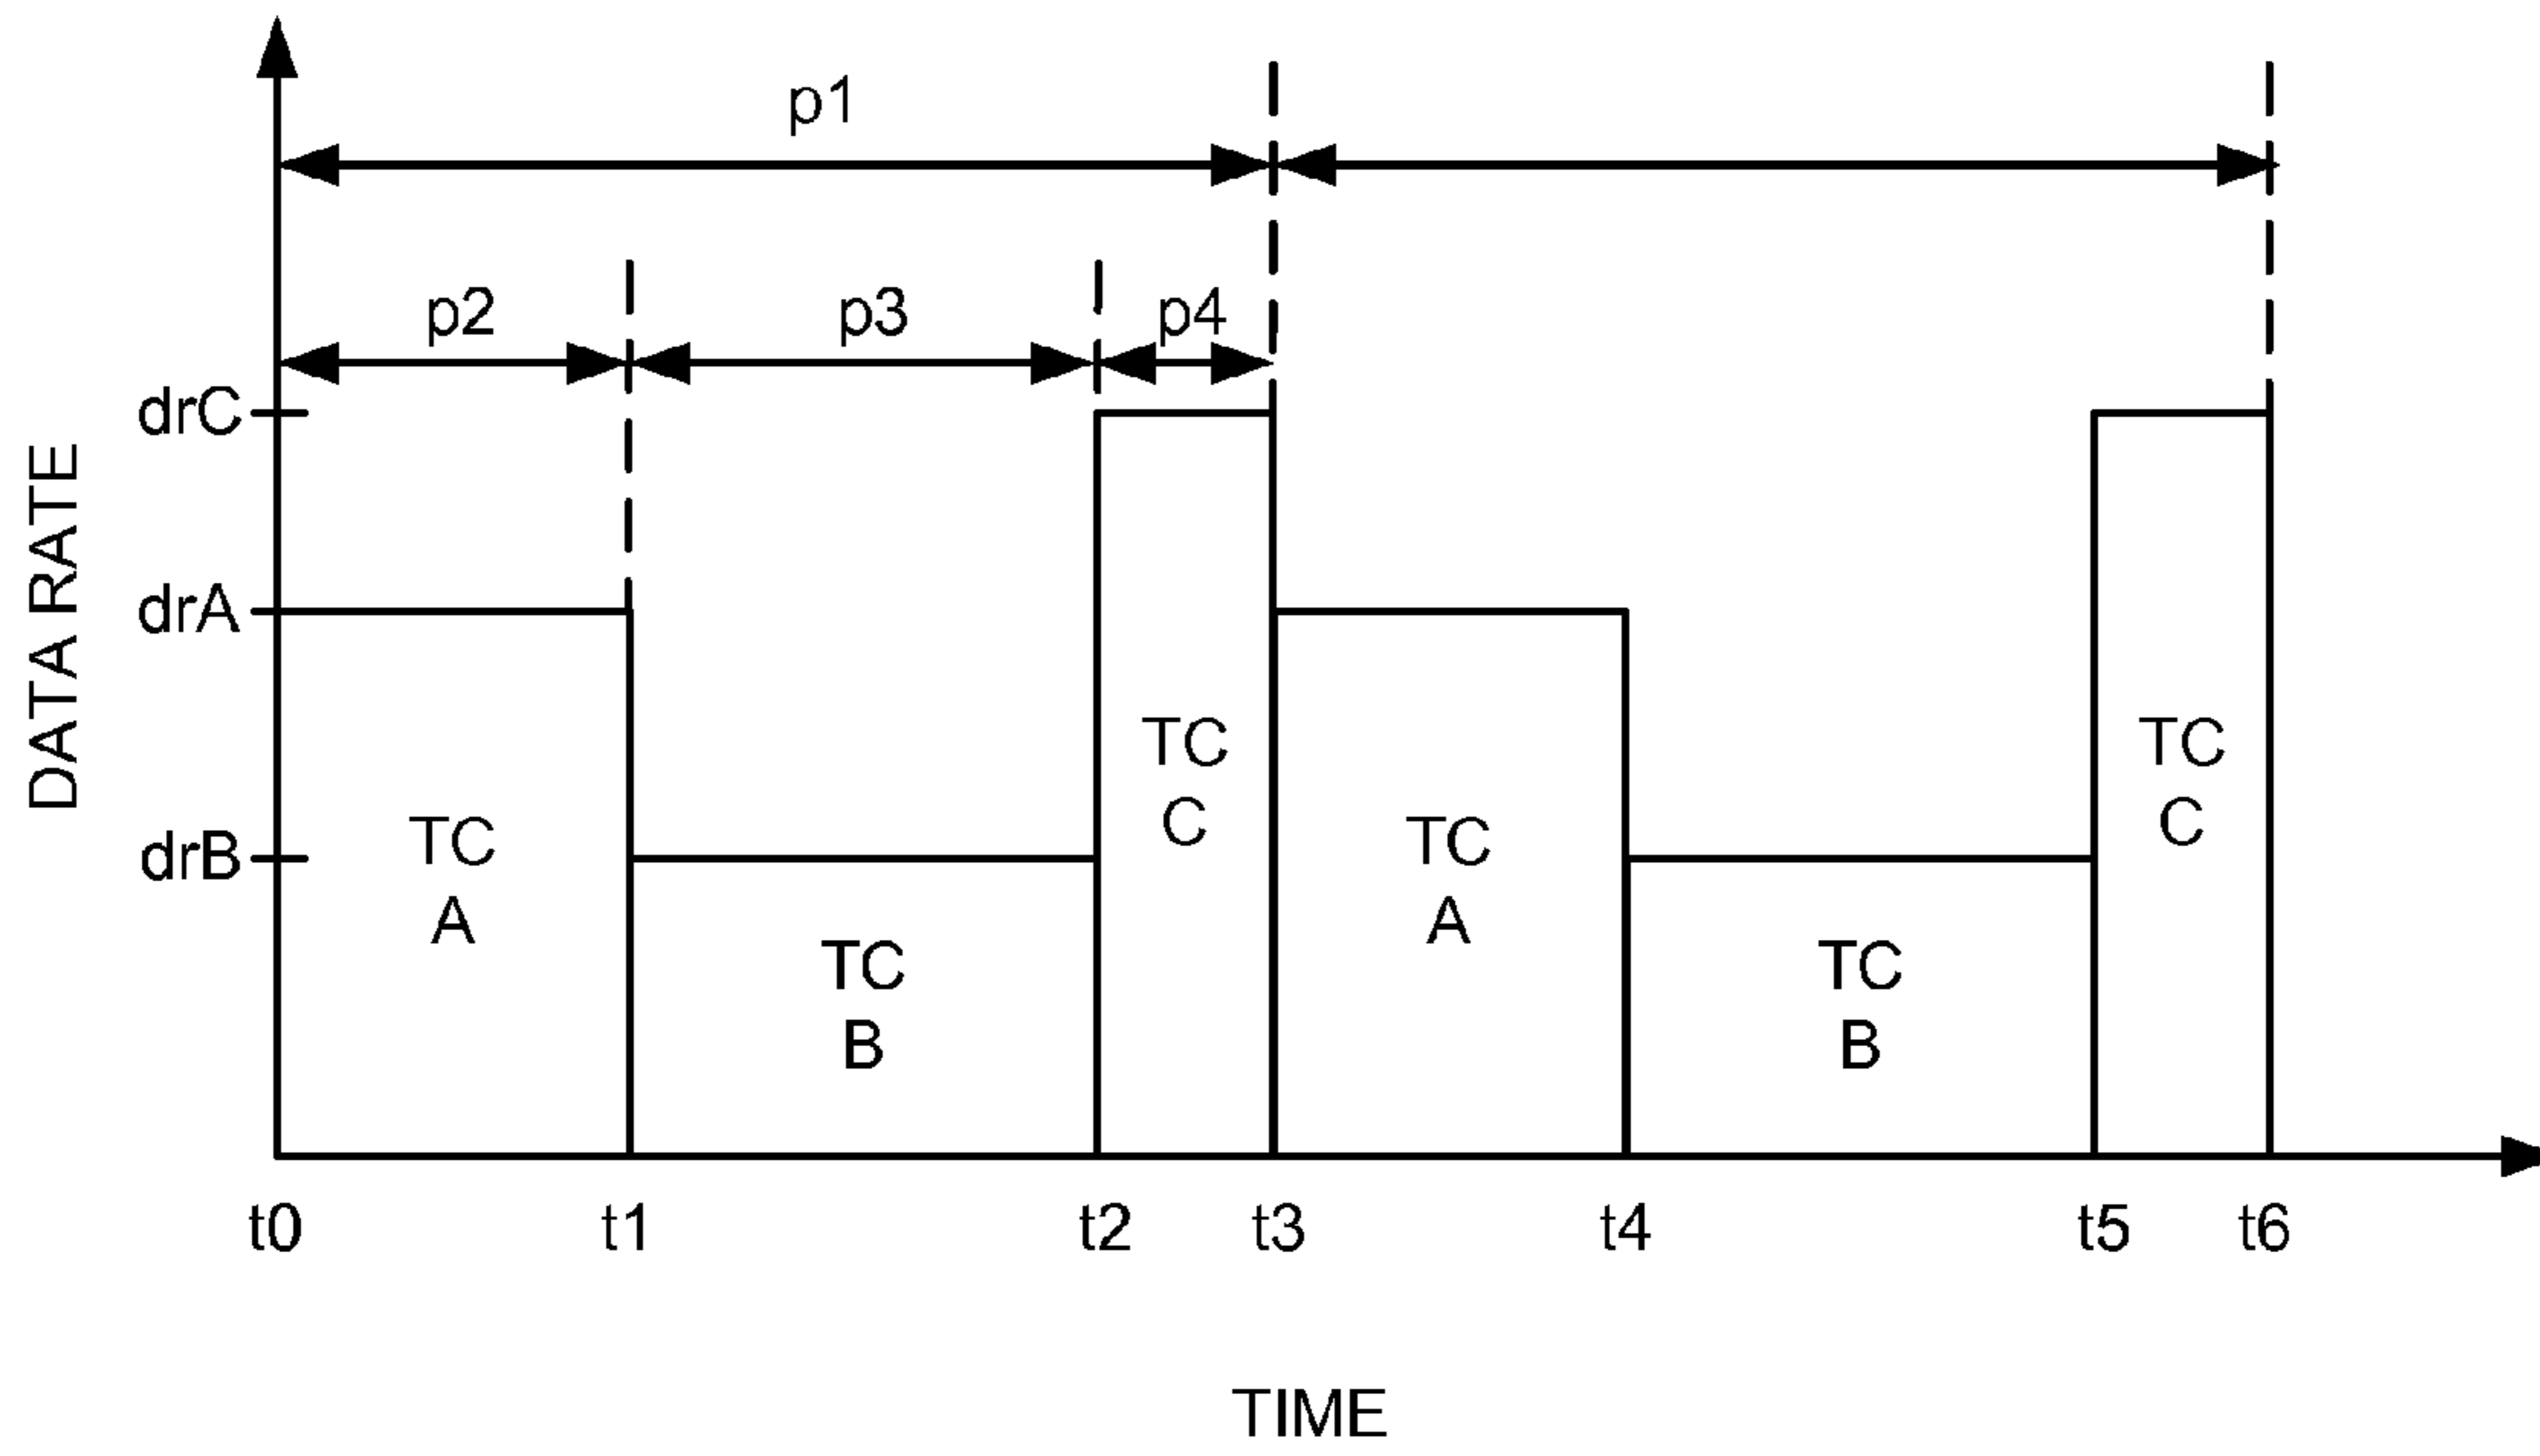 p1
p2 p3 p4
drC
drA
drB
DATA RATE
TC
A
TC
B
TC
C
TC
A
TC
B
TC
C
t0 t1 t2 t3 t4 t5 t6
TIME